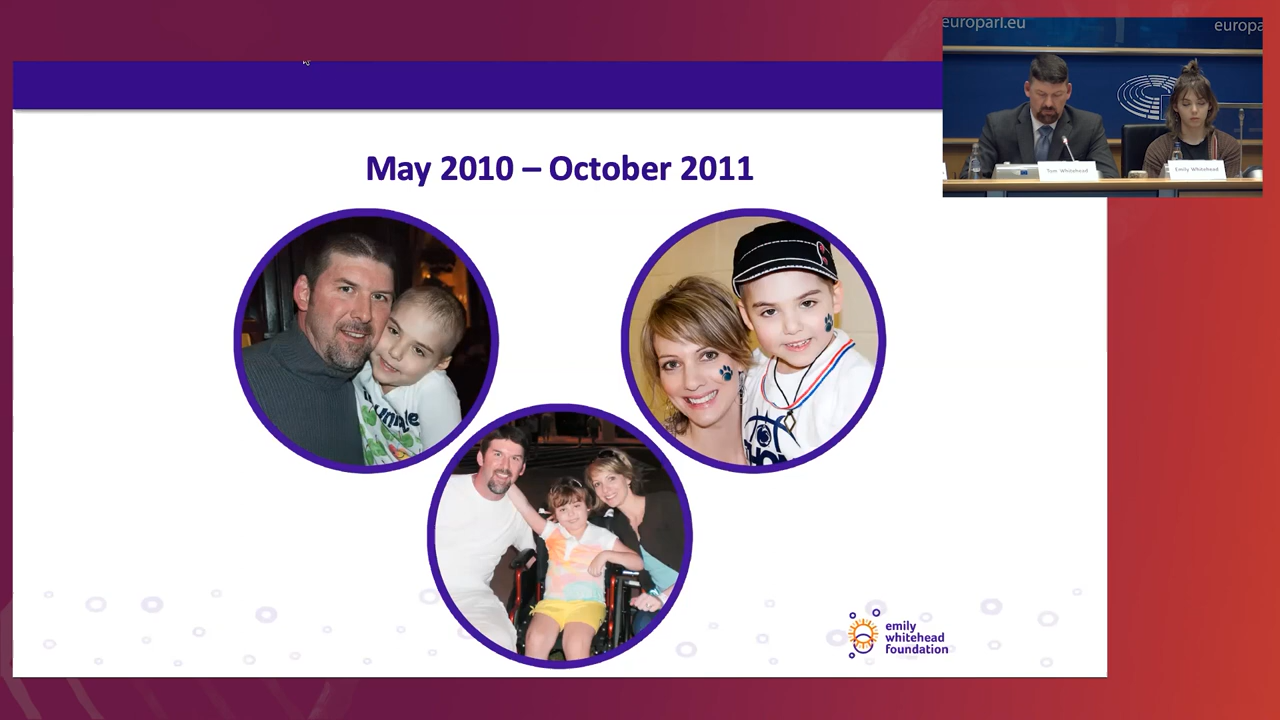 europarl.eu
europa
May 2010 – October 2011
Tom Whitehead
Emily Whitehead
emily
whitehead
foundation